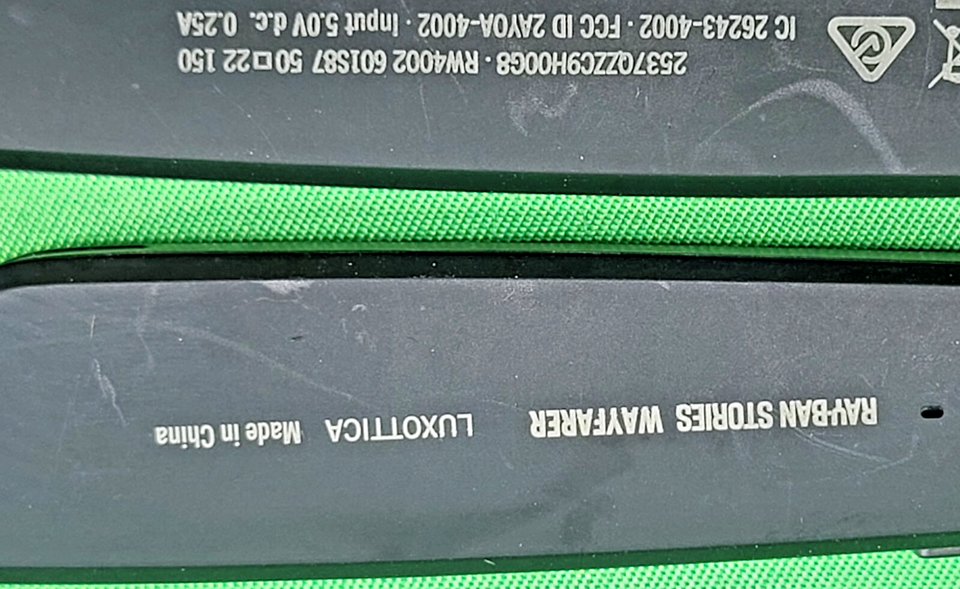 RAY-BAN STORIES WAYFARER LUXOTTICA Made in China
2537QZZC9H00G8 · RW4002 601S87 50□22 150
IC 26243-4002 · FCC ID 2AYOA-4002 · Input 5.0V d.c. 0.25A